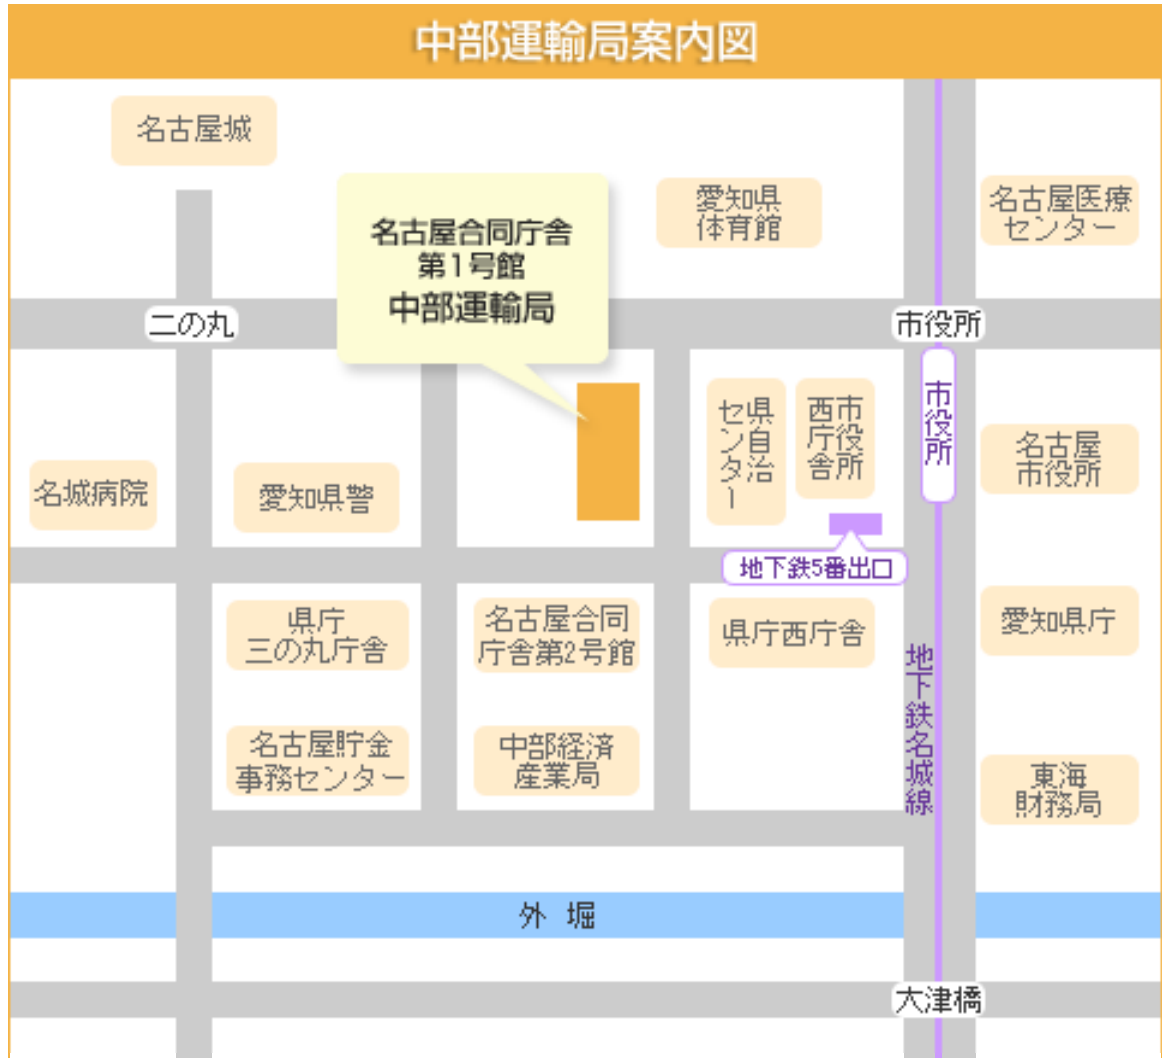 中部運輸局案内図
名古屋城
名古屋合同庁舎
第1号館
中部運輸局
愛知県
体育館
名古屋医療
センター
二の丸
市役所
名城病院
愛知県警
県自治
センター
市役所
西庁舎
市役所
名古屋
市役所
地下鉄5番出口
県庁
三の丸庁舎
名古屋合同
庁舎第2号館
県庁西庁舎
愛知県庁
地下鉄名城線
名古屋貯金
事務センター
中部経済
産業局
東海
財務局
外堀
大津橋